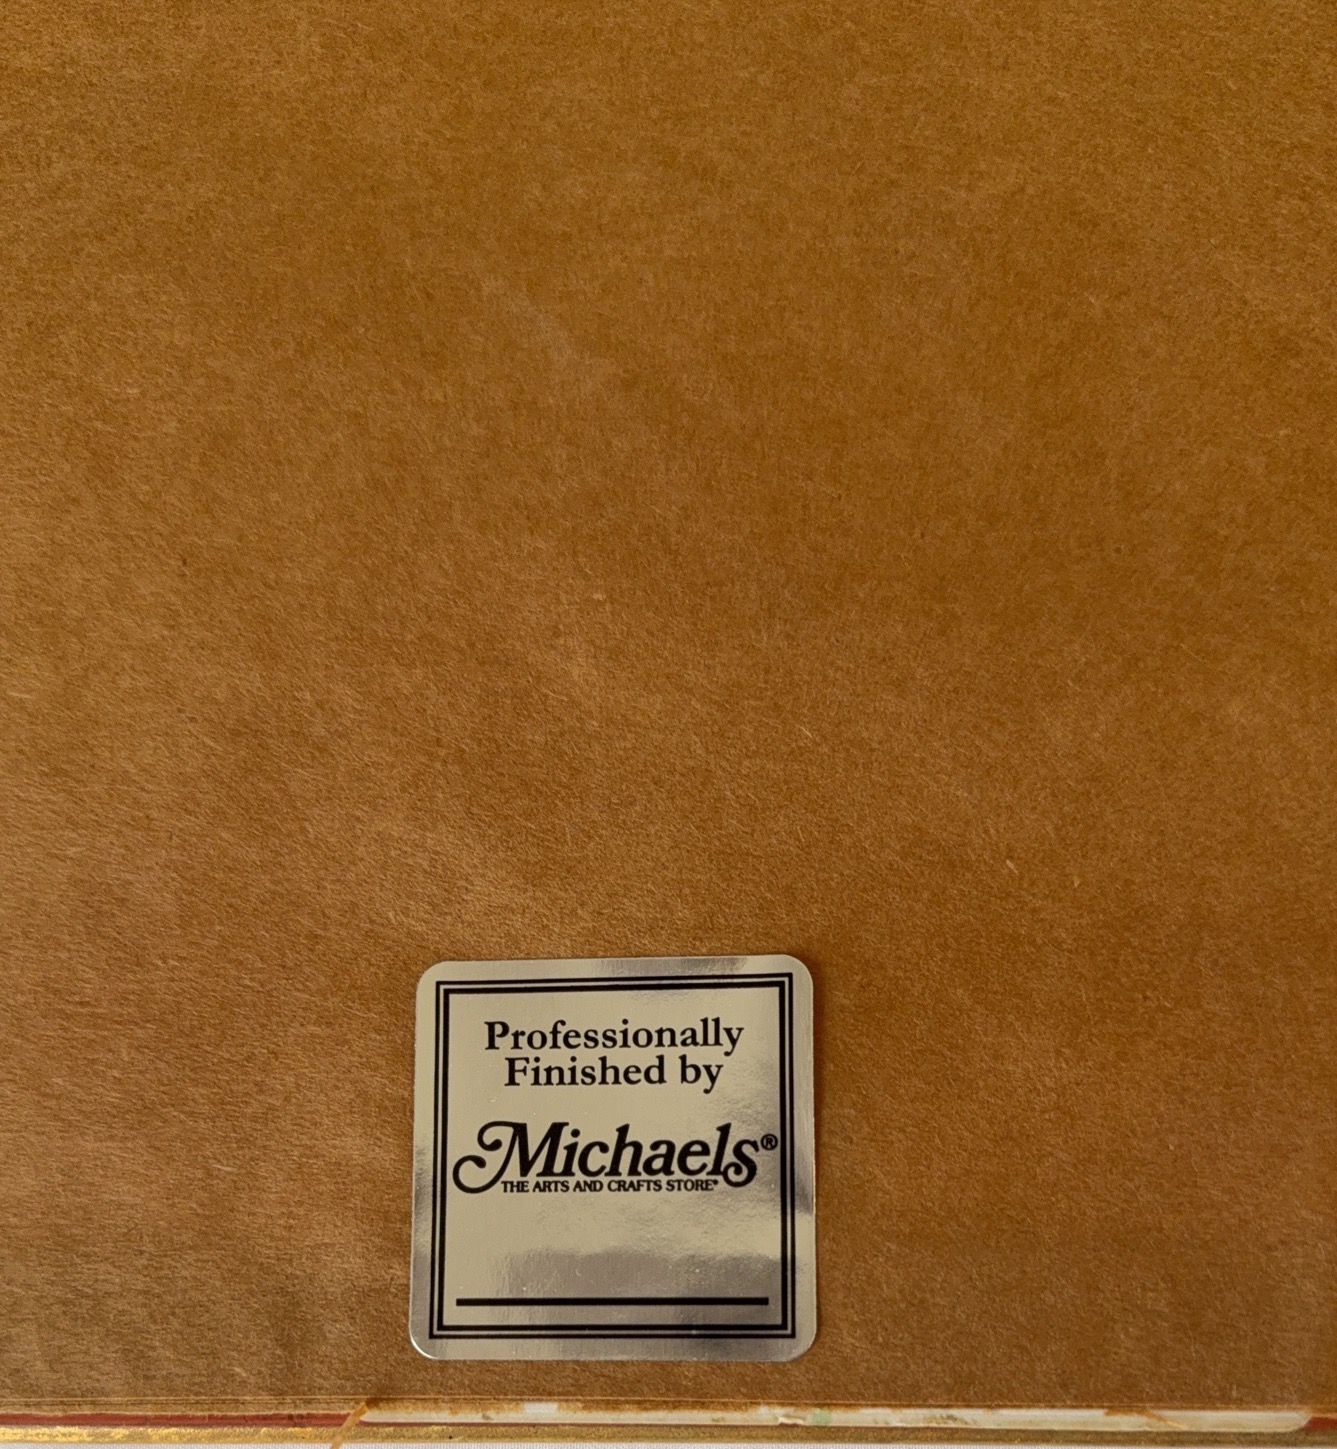 Professionally
Finished by
Michaels®
THE ARTS AND CRAFTS STORE®